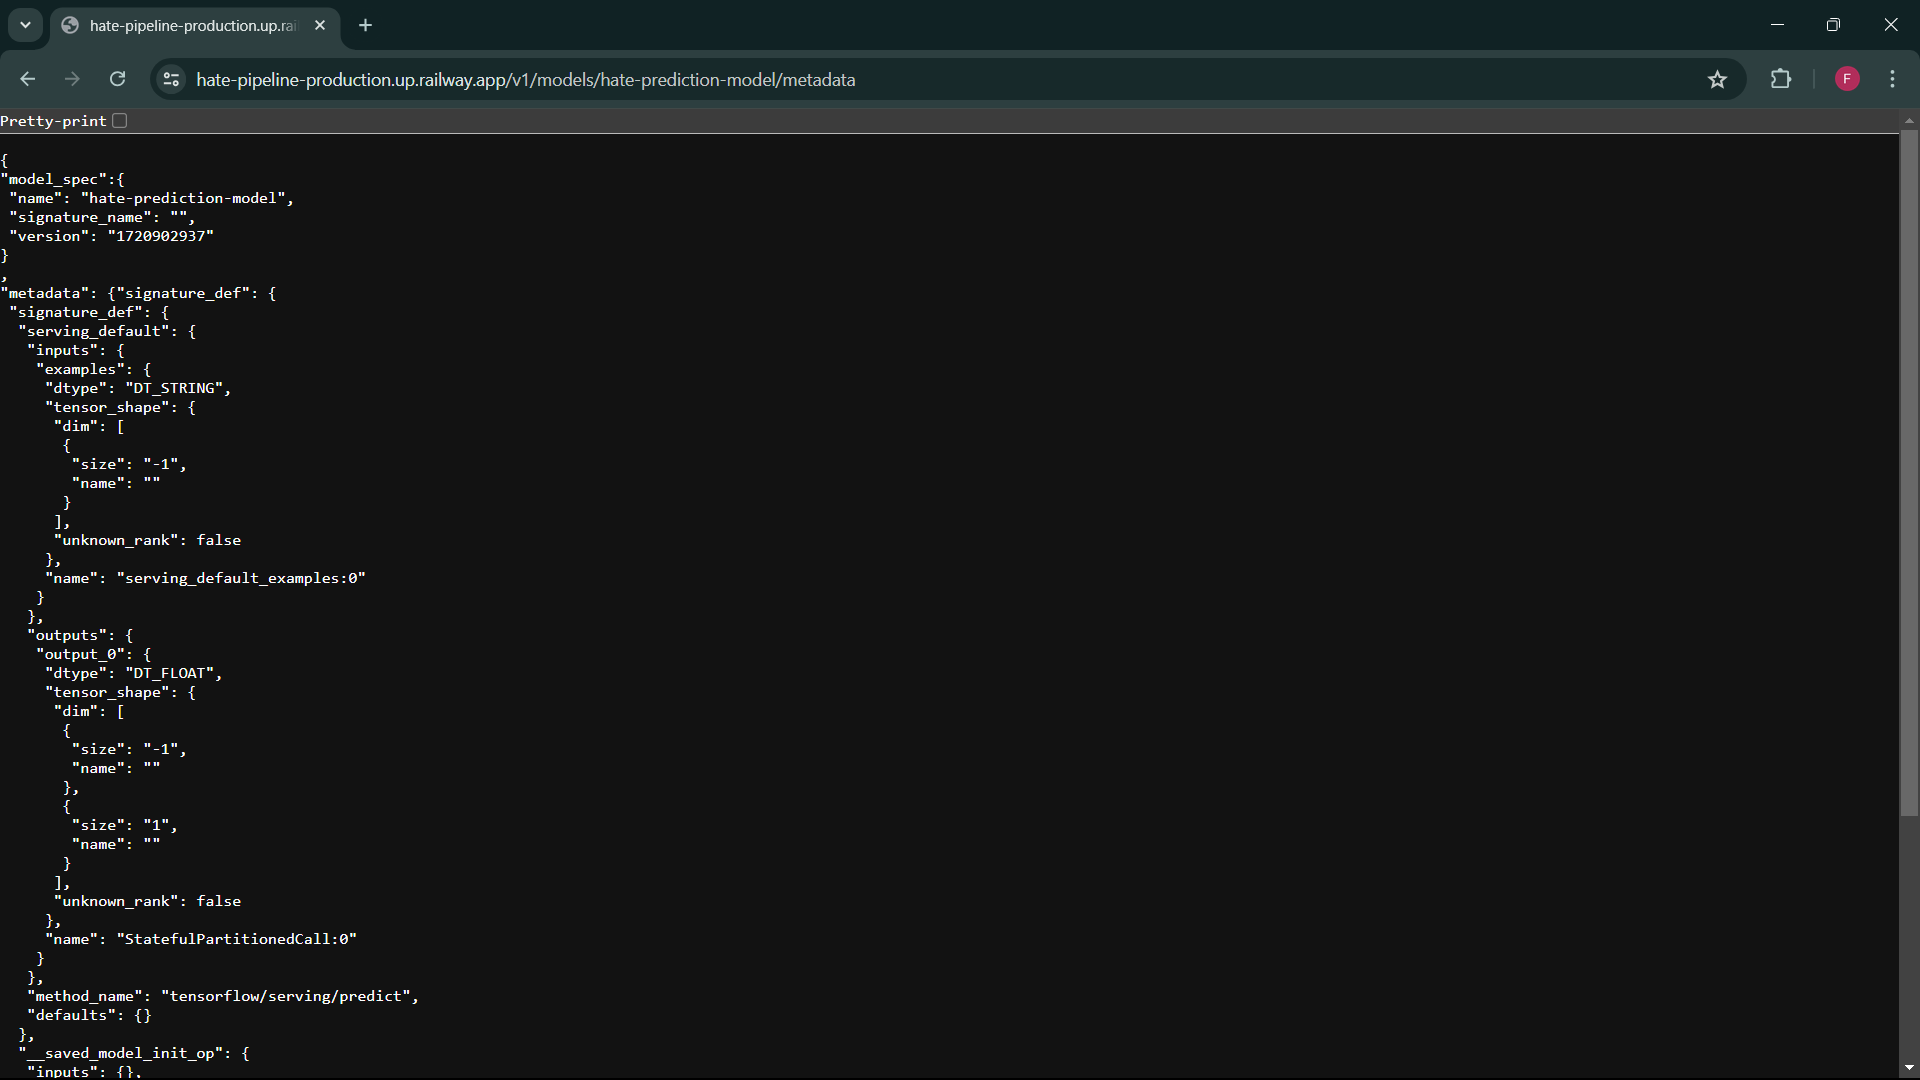 hate-pipeline-production.up.rai
hate-pipeline-production.up.railway.app/v1/models/hate-prediction-model/metadata
F
Pretty-print
{
"model_spec":{
 "name": "hate-prediction-model",
 "signature_name": "",
 "version": "1720902937"
}
,
"metadata": {"signature_def": {
 "signature_def": {
  "serving_default": {
   "inputs": {
    "examples": {
     "dtype": "DT_STRING",
     "tensor_shape": {
      "dim": [
       {
        "size": "-1",
        "name": ""
       }
      ],
      "unknown_rank": false
     },
     "name": "serving_default_examples:0"
    }
   },
   "outputs": {
    "output_0": {
     "dtype": "DT_FLOAT",
     "tensor_shape": {
      "dim": [
       {
        "size": "-1",
        "name": ""
       },
       {
        "size": "1",
        "name": ""
       }
      ],
      "unknown_rank": false
     },
     "name": "StatefulPartitionedCall:0"
    }
   },
   "method_name": "tensorflow/serving/predict",
   "defaults": {}
  },
  "__saved_model_init_op": {
   "inputs": {},